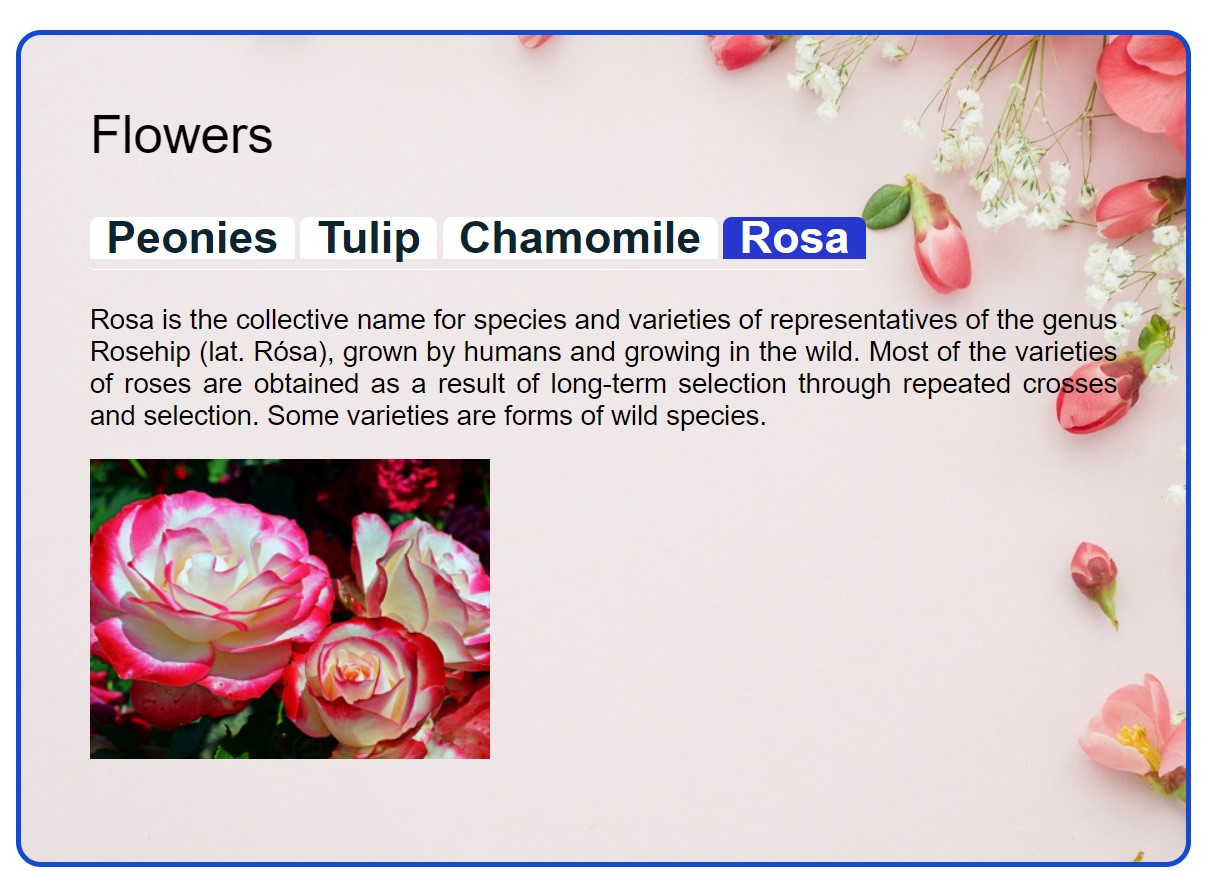 Flowers
Peonies Tulip Chamomile Rosa
Rosa is the collective name for species and varieties of representatives of the genus
Rosehip (lat. Rósa), grown by humans and growing in the wild. Most of the varieties
of roses are obtained as a result of long-term selection through repeated crosses
and selection. Some varieties are forms of wild species.